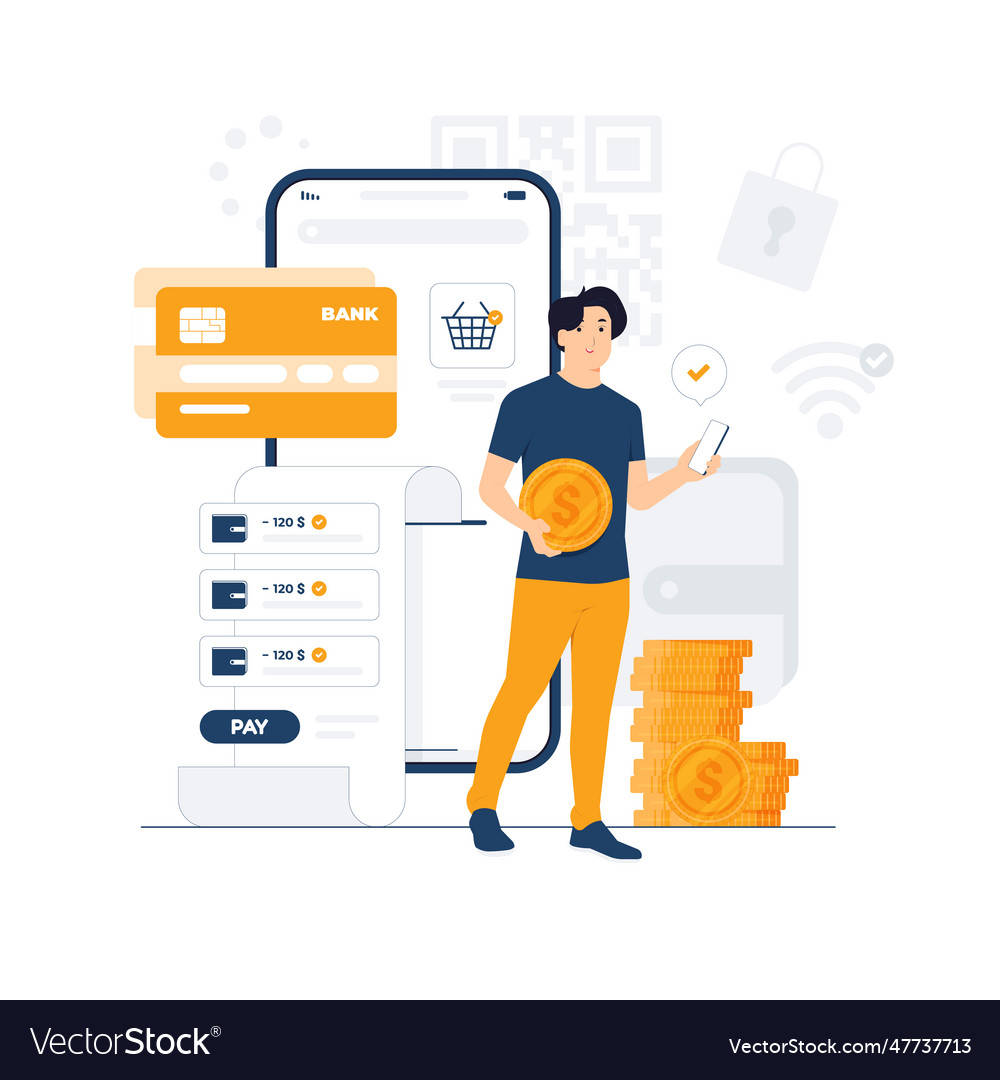 BANK
- 120 $
- 120 $
- 120 $
PAY
$
$
VectorStock®
VectorStock.com/47737713